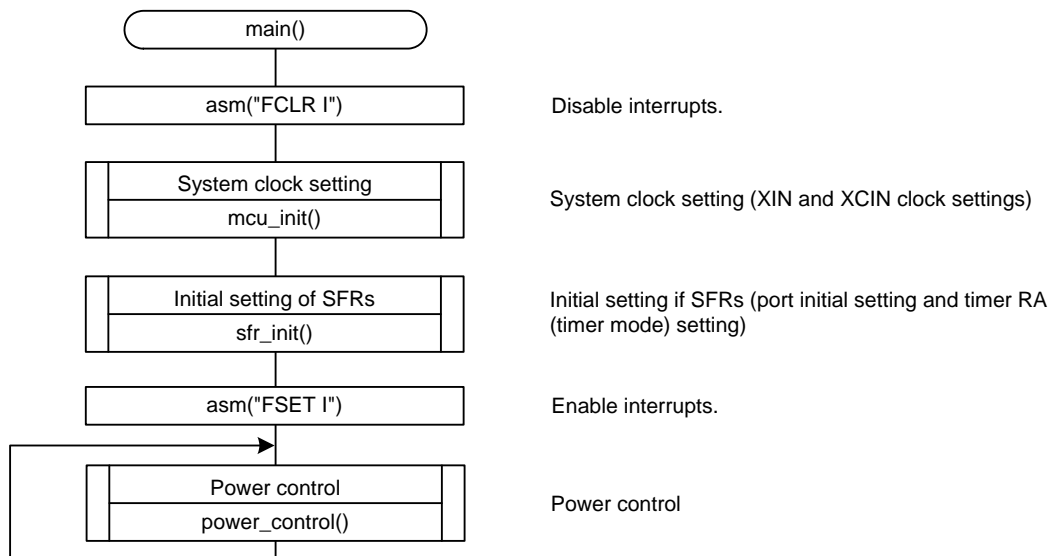 main()
asm("FCLR I")
Disable interrupts.
System clock setting
mcu_init()
System clock setting (XIN and XCIN clock settings)
Initial setting of SFRs
sfr_init()
Initial setting if SFRs (port initial setting and timer RA
(timer mode) setting)
asm("FSET I")
Enable interrupts.
Power control
power_control()
Power control